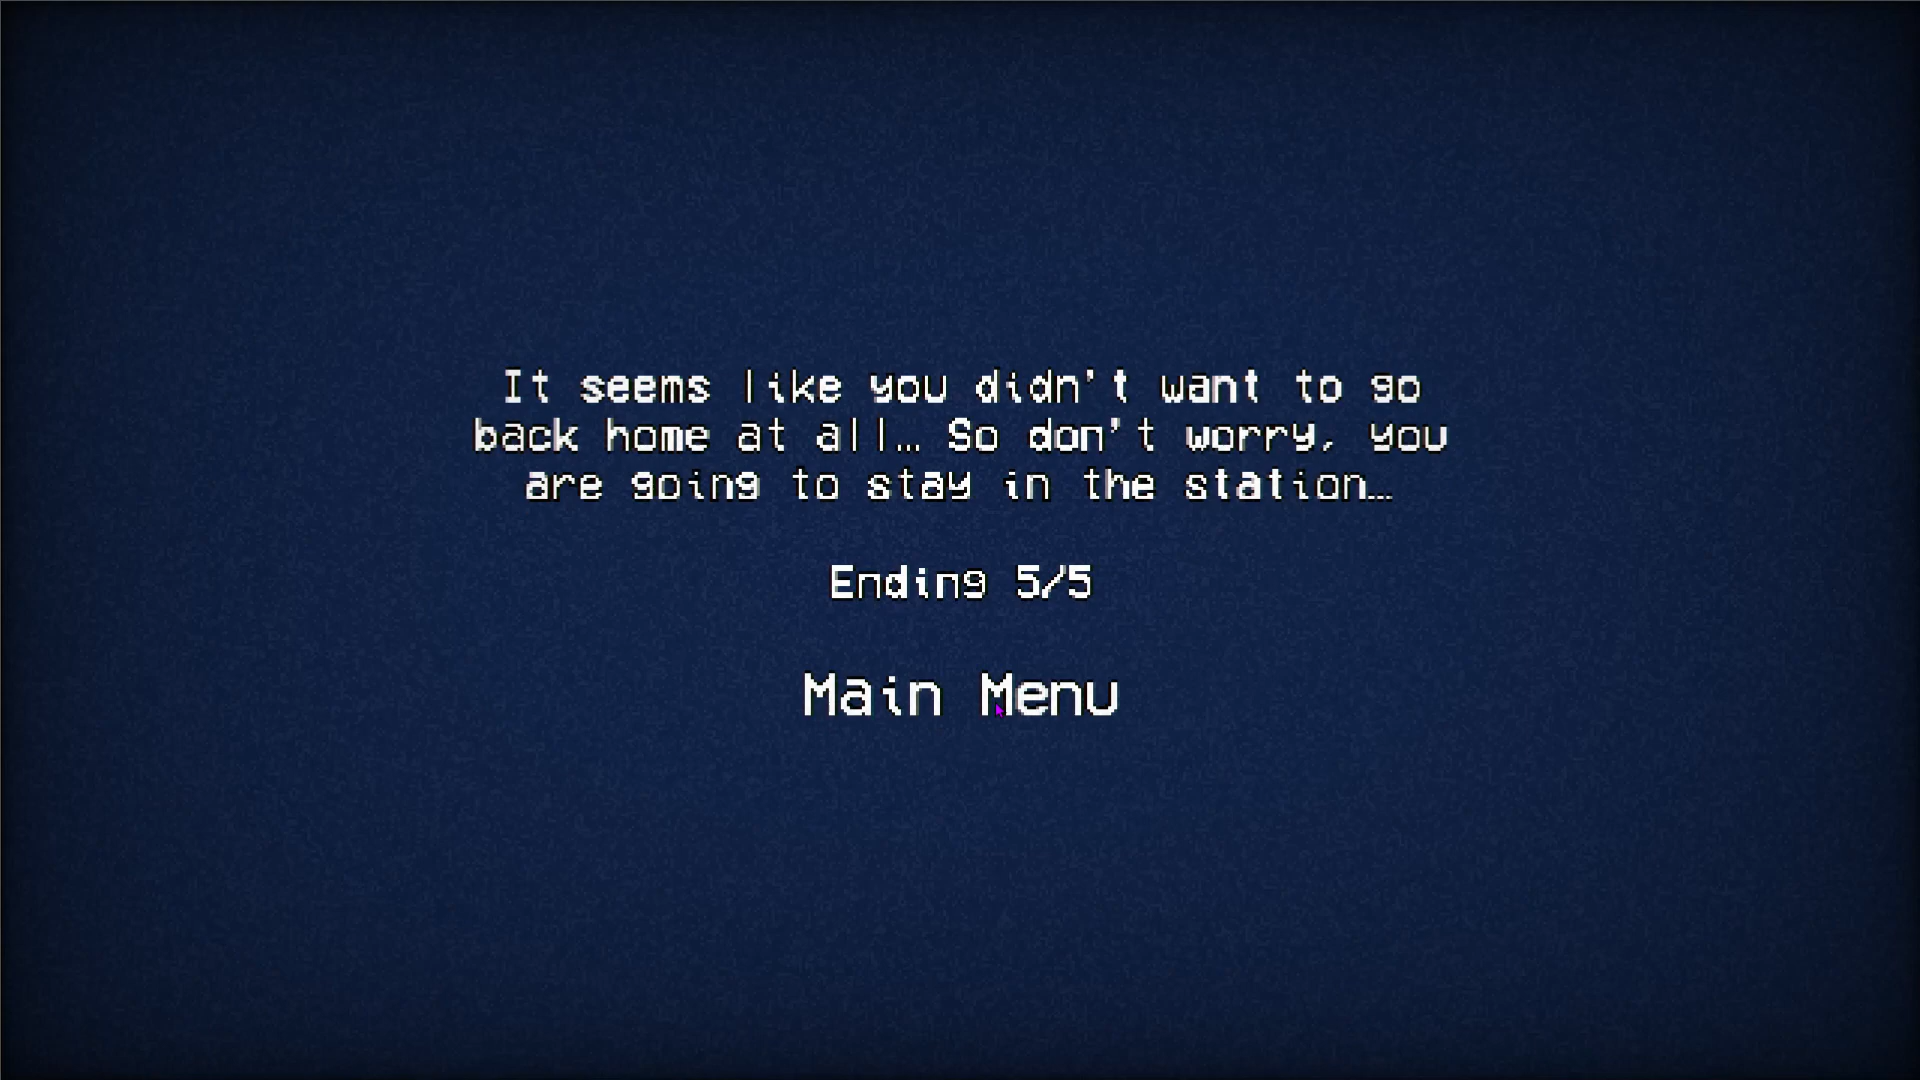 It seems like you didn't want to go
back home at all… So don't worry, you
are going to stay in the station…
Ending 5/5
Main Menu